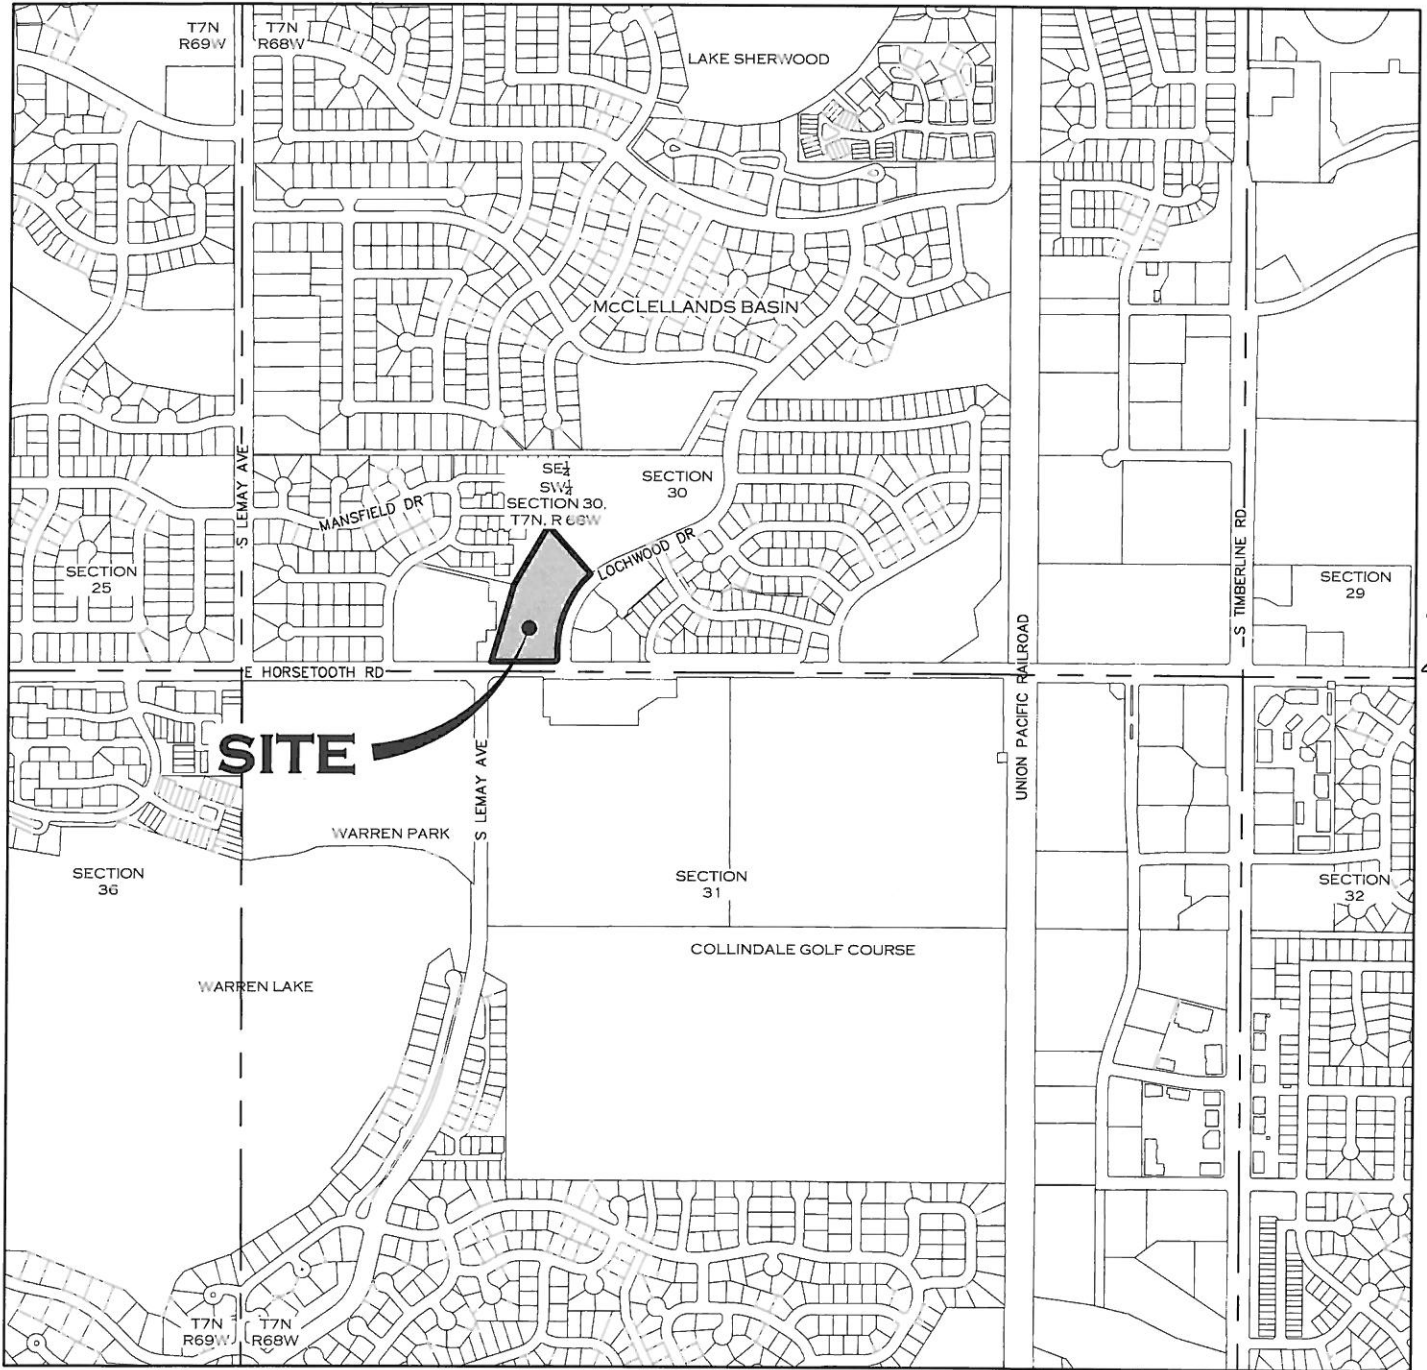 T7N
R69W
T7N
R68W
LAKE SHERWOOD
McCLELLANDS BASIN
S LEMAY AVE
MANSFIELD DR
SE¼
SW¼
SECTION 30,
T7N, R 68W
SECTION
30
LOCHWOOD DR
SECTION
25
S TIMBERLINE RD
SECTION
29
UNION PACIFIC RAILROAD
E HORSETOOTH RD
SITE
S LEMAY AVE
WARREN PARK
SECTION
36
SECTION
31
SECTION
32
COLLINDALE GOLF COURSE
WARREN LAKE
T7N
R69W
T7N
R68W